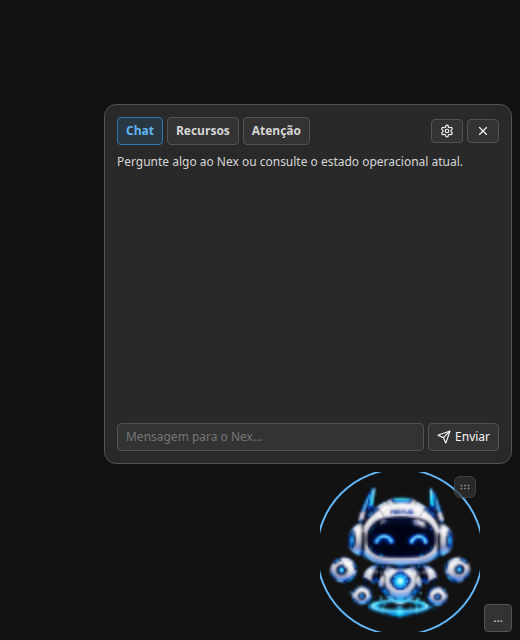 Chat Recursos Atenção
Pergunte algo ao Nex ou consulte o estado operacional atual.
Mensagem para o Nex... Enviar
...